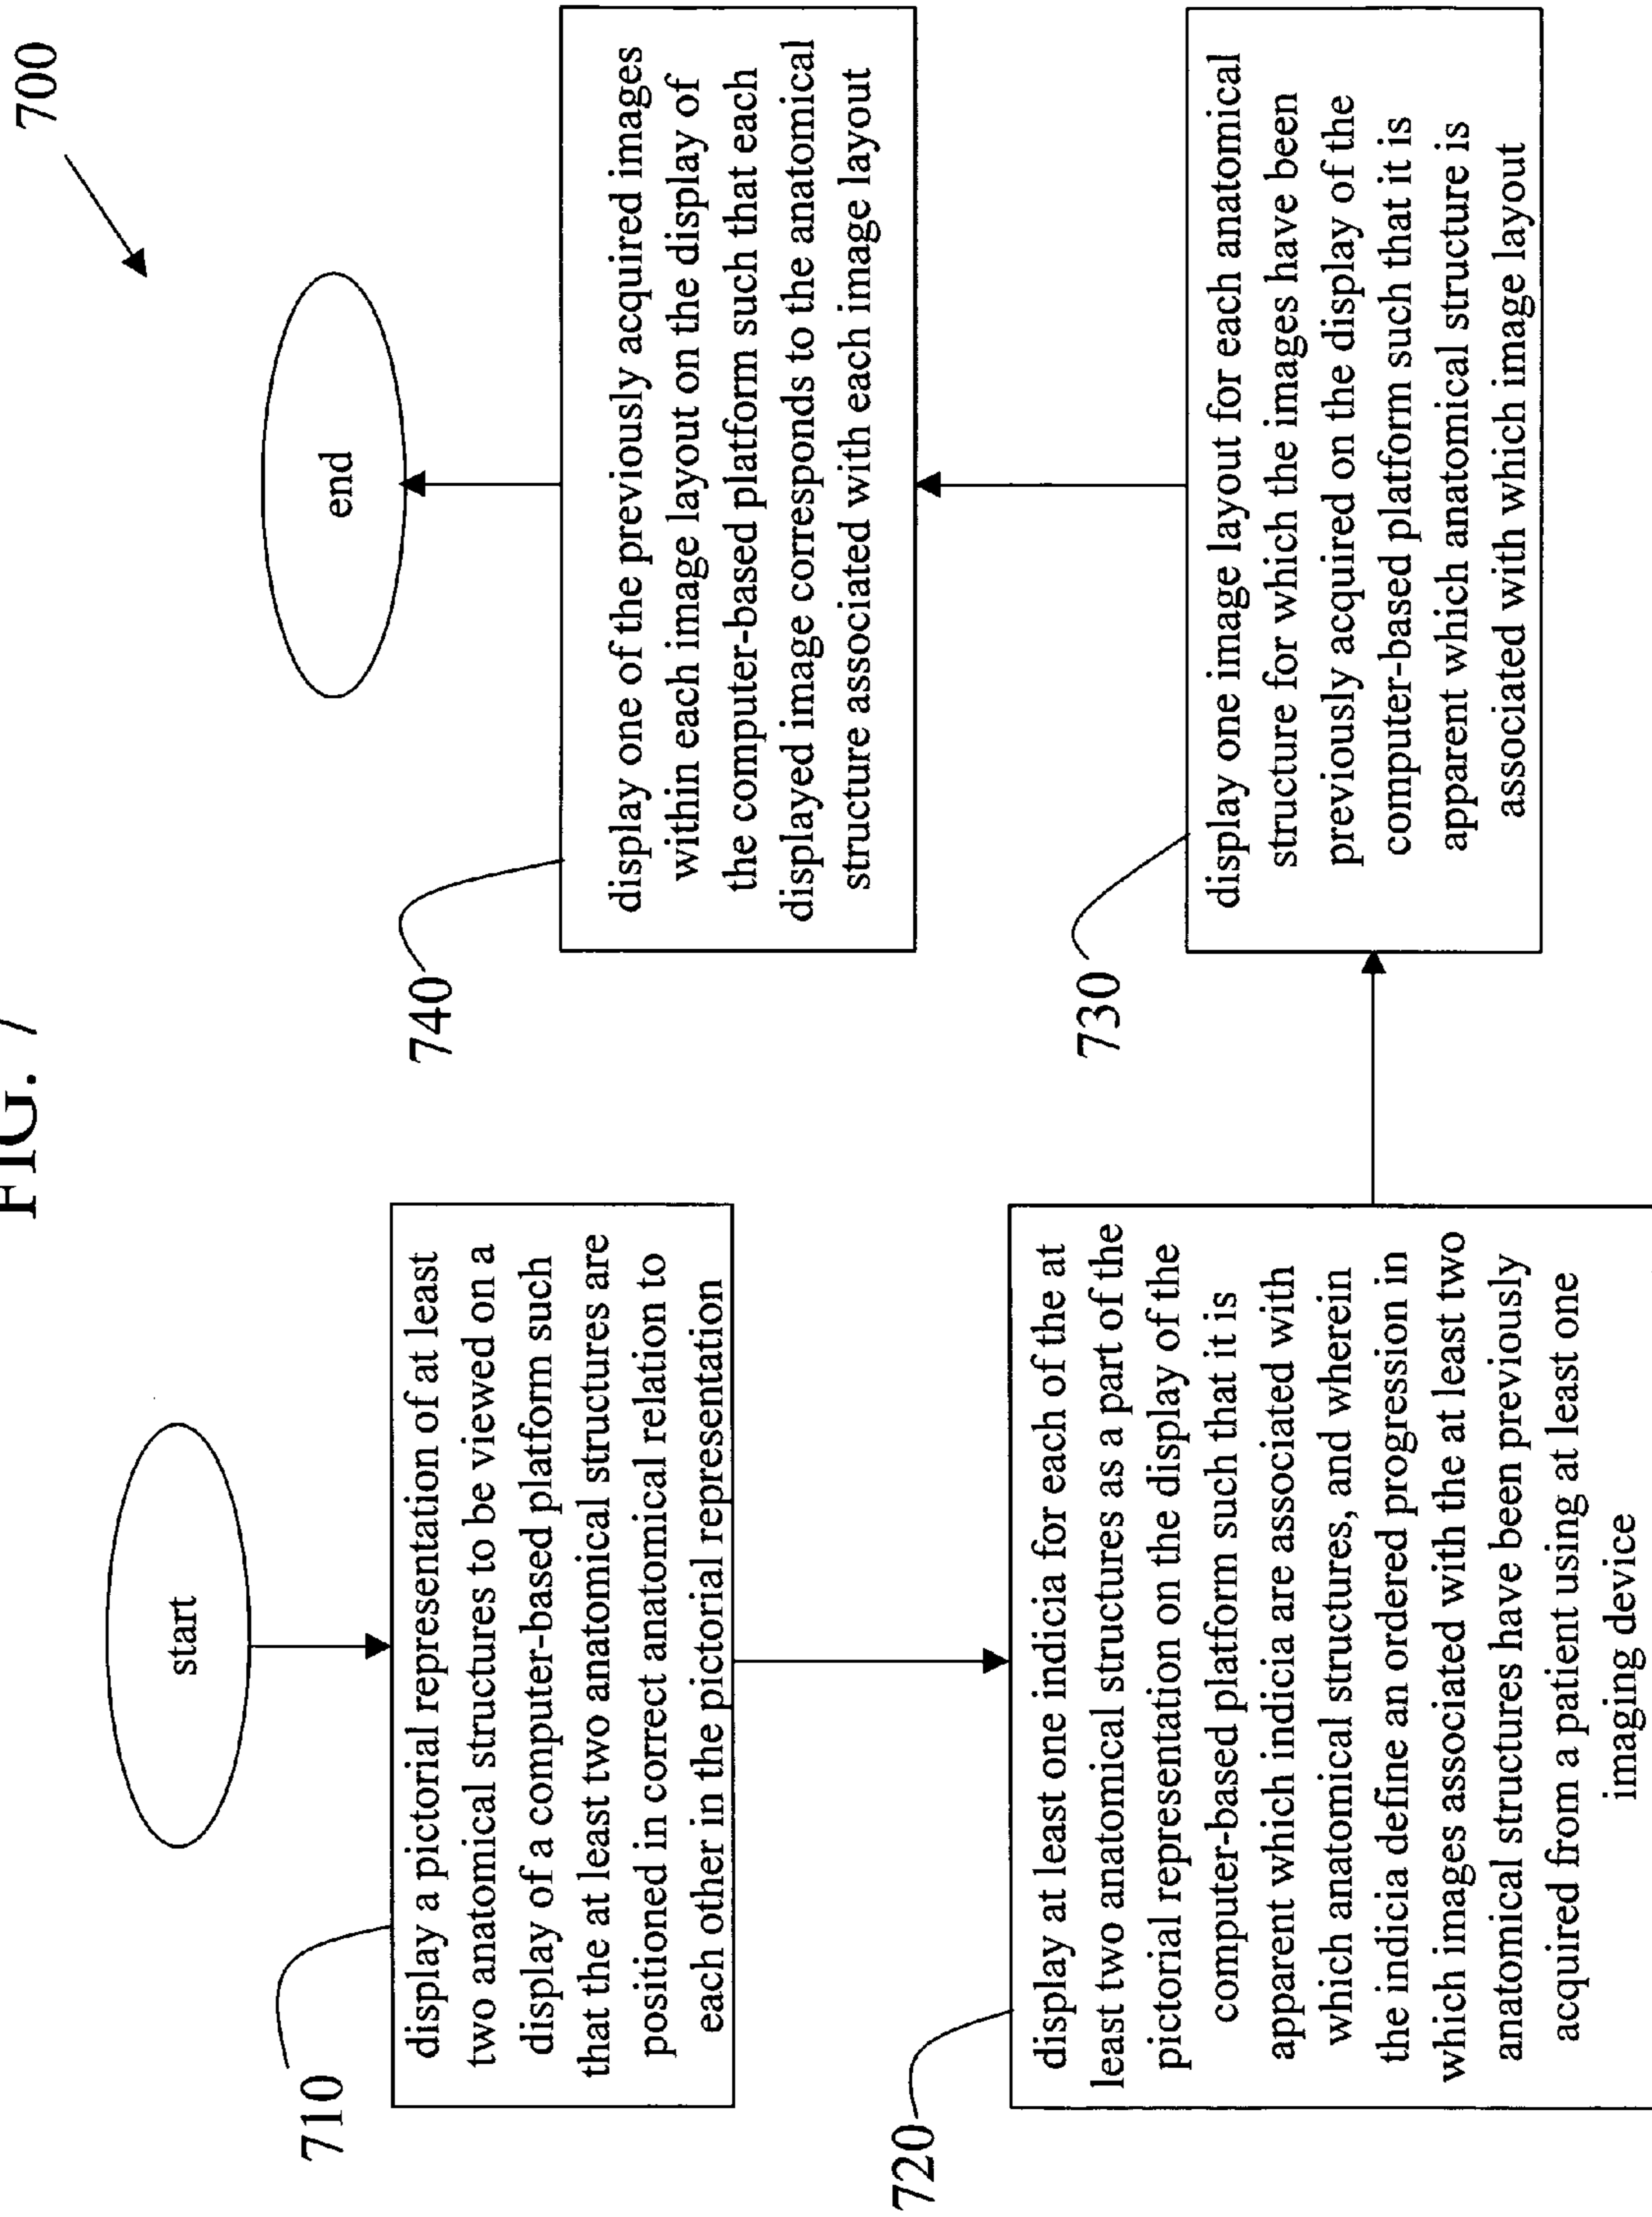 FIG. 7
700
start
710
display a pictorial representation of at least
two anatomical structures to be viewed on a
display of a computer-based platform such
that the at least two anatomical structures are
positioned in correct anatomical relation to
each other in the pictorial representation
720
display at least one indicia for each of the at
least two anatomical structures as a part of the
pictorial representation on the display of the
computer-based platform such that it is
apparent which indicia are associated with
which anatomical structures, and wherein
the indicia define an ordered progression in
which images associated with the at least two
anatomical structures have been previously
acquired from a patient using at least one
imaging device
730
display one image layout for each anatomical
structure for which the images have been
previously acquired on the display of the
computer-based platform such that it is
apparent which anatomical structure is
associated with which image layout
740
display one of the previously acquired images
within each image layout on the display of
the computer-based platform such that each
displayed image corresponds to the anatomical
structure associated with each image layout
end